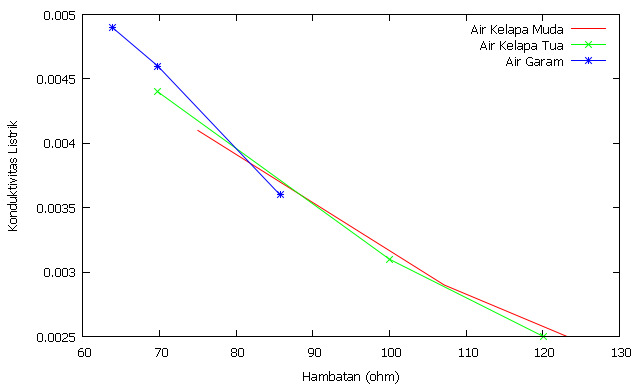 0.005
0.0045
0.004
0.0035
0.003
0.0025
Konduktivitas Listrik
Air Kelapa Muda
Air Kelapa Tua
Air Garam
60 70 80 90 100 110 120 130
Hambatan (ohm)